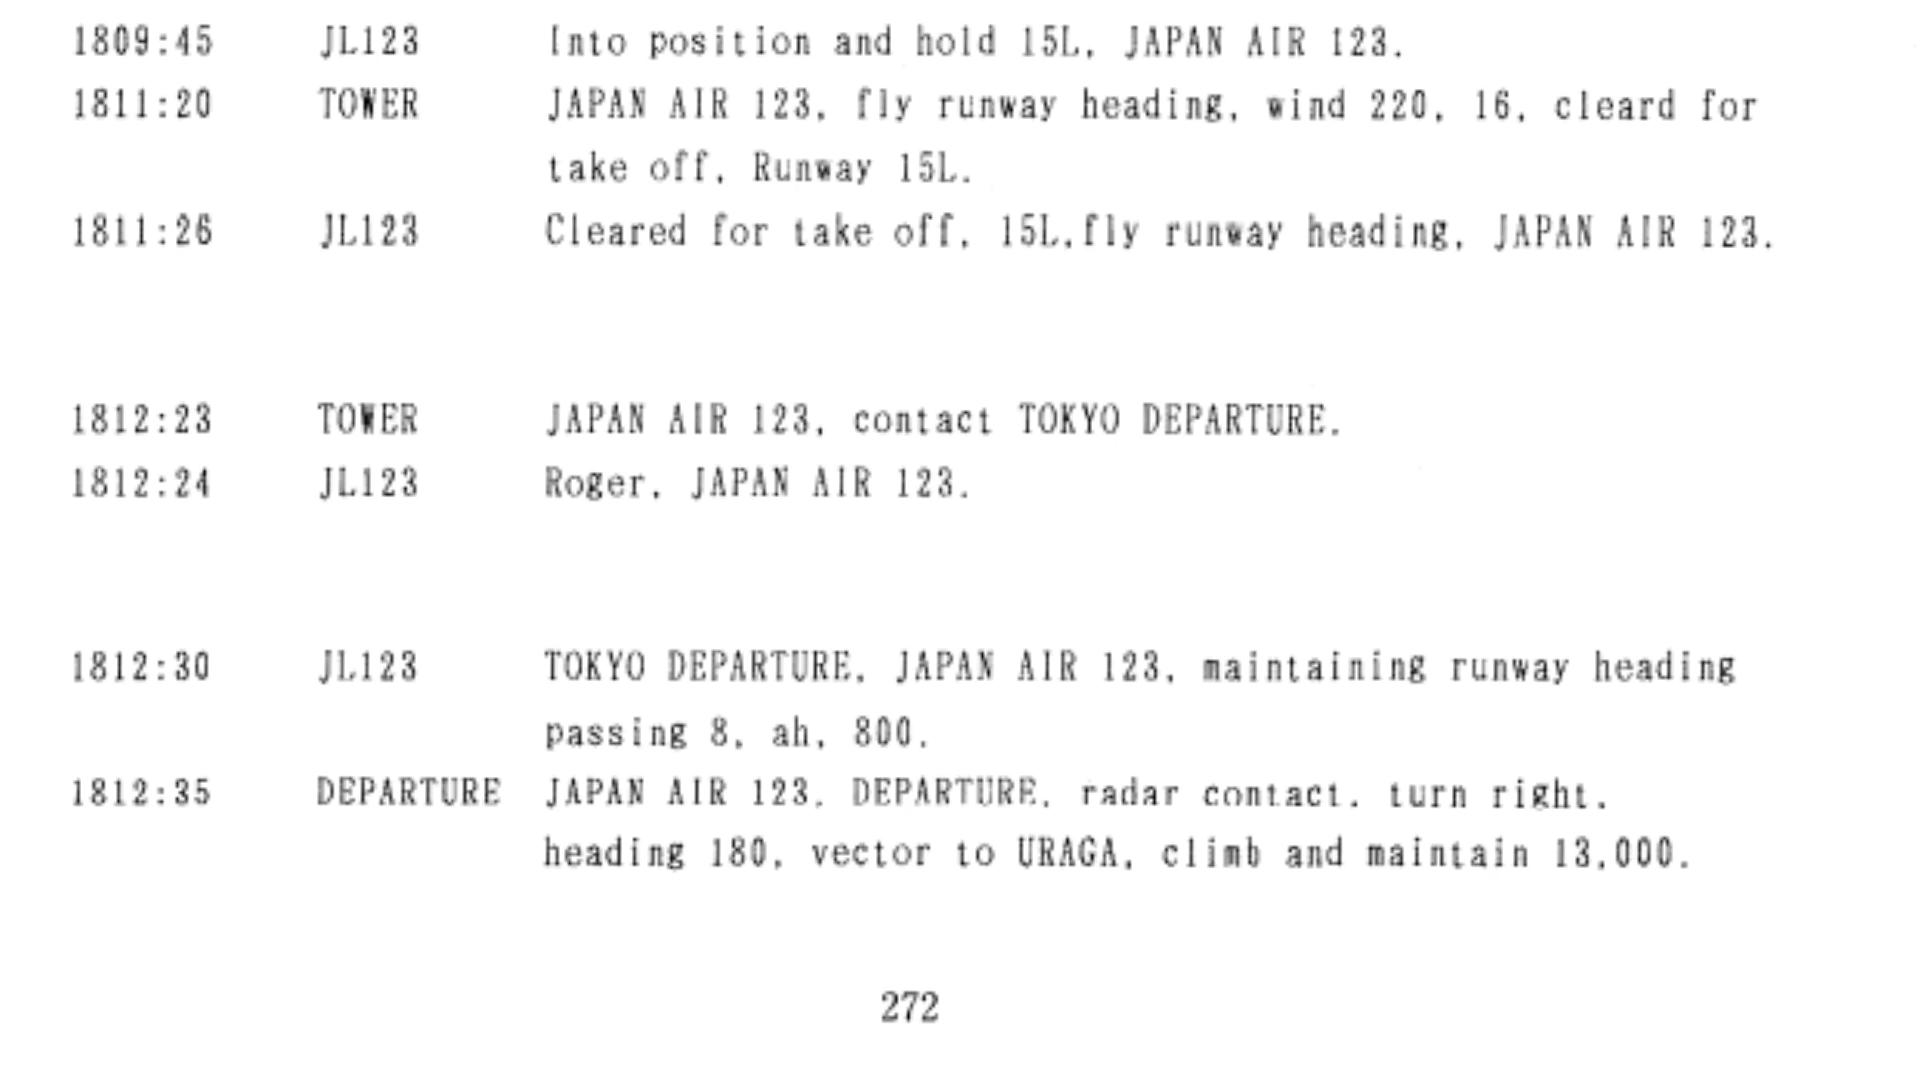 1809:45 JL123 Into position and hold 15L, JAPAN AIR 123.
1811:20 TOWER JAPAN AIR 123, fly runway heading, wind 220, 16, cleard for
take off, Runway 15L.
1811:26 JL123 Cleared for take off, 15L,fly runway heading, JAPAN AIR 123.
1812:23 TOWER JAPAN AIR 123, contact TOKYO DEPARTURE.
1812:24 JL123 Roger, JAPAN AIR 123.
1812:30 JL123 TOKYO DEPARTURE, JAPAN AIR 123, maintaining runway heading
passing 8, ah, 800.
1812:35 DEPARTURE JAPAN AIR 123, DEPARTURE, radar contact. turn right.
heading 180, vector to URAGA, climb and maintain 13,000.
272